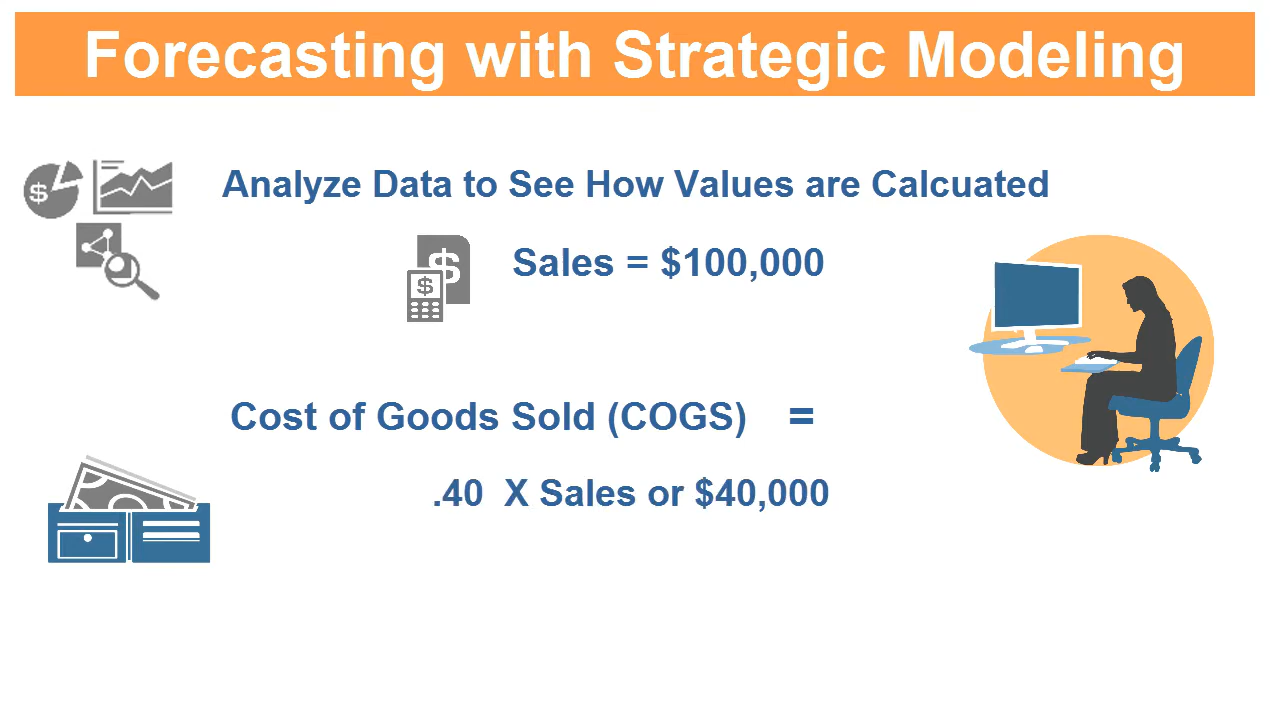 Forecasting with Strategic Modeling
Analyze Data to See How Values are Calcuated
Sales = $100,000
Cost of Goods Sold (COGS) =
.40 X Sales or $40,000